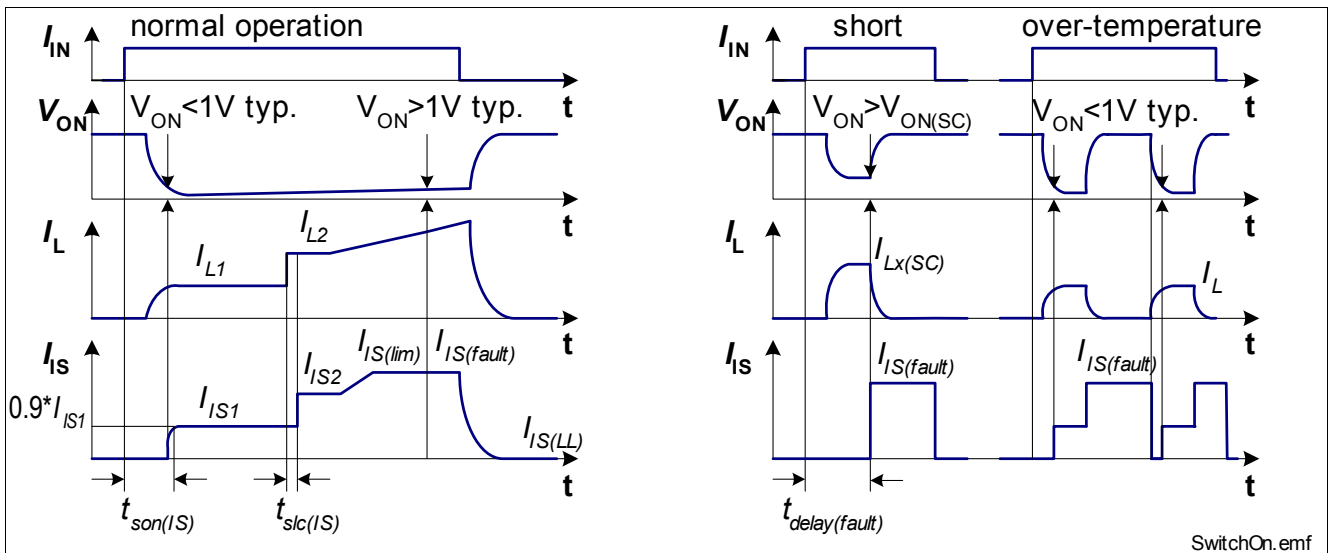 normal operation
short
over-temperature
I_IN
I_IN
t
t
V_ON
V_ON<1V typ.
V_ON>1V typ.
V_ON
V_ON>V_ON(SC)
V_ON<1V typ.
t
t
I_L
I_L1
I_L2
I_L
I_Lx(SC)
I_L
t
t
I_IS
I_IS1
I_IS2
I_IS(lim)
I_IS(fault)
I_IS(LL)
0.9*I_IS1
I_IS
I_IS(fault)
I_IS(fault)
t
t
t_son(IS)
t_slc(IS)
t_delay(fault)
SwitchOn.emf